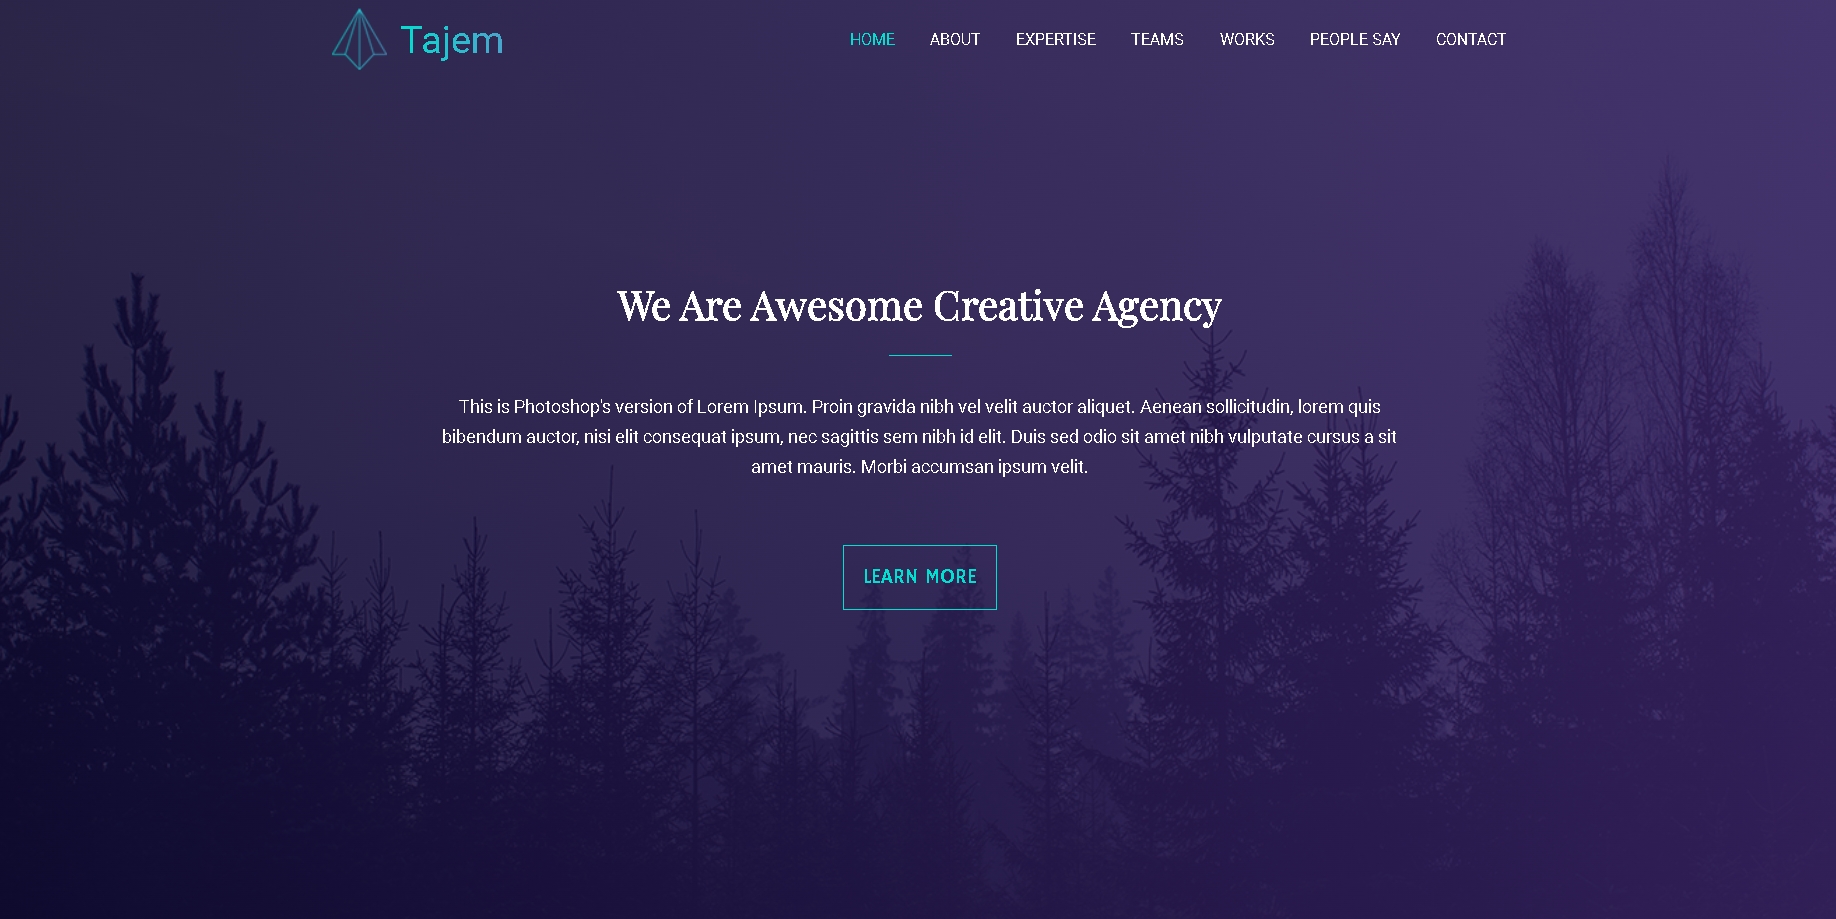 Tajem
HOME ABOUT EXPERTISE TEAMS WORKS PEOPLE SAY CONTACT
We Are Awesome Creative Agency
This is Photoshop's version of Lorem Ipsum. Proin gravida nibh vel velit auctor aliquet. Aenean sollicitudin, lorem quis
bibendum auctor, nisi elit consequat ipsum, nec sagittis sem nibh id elit. Duis sed odio sit amet nibh vulputate cursus a sit
amet mauris. Morbi accumsan ipsum velit.
LEARN MORE